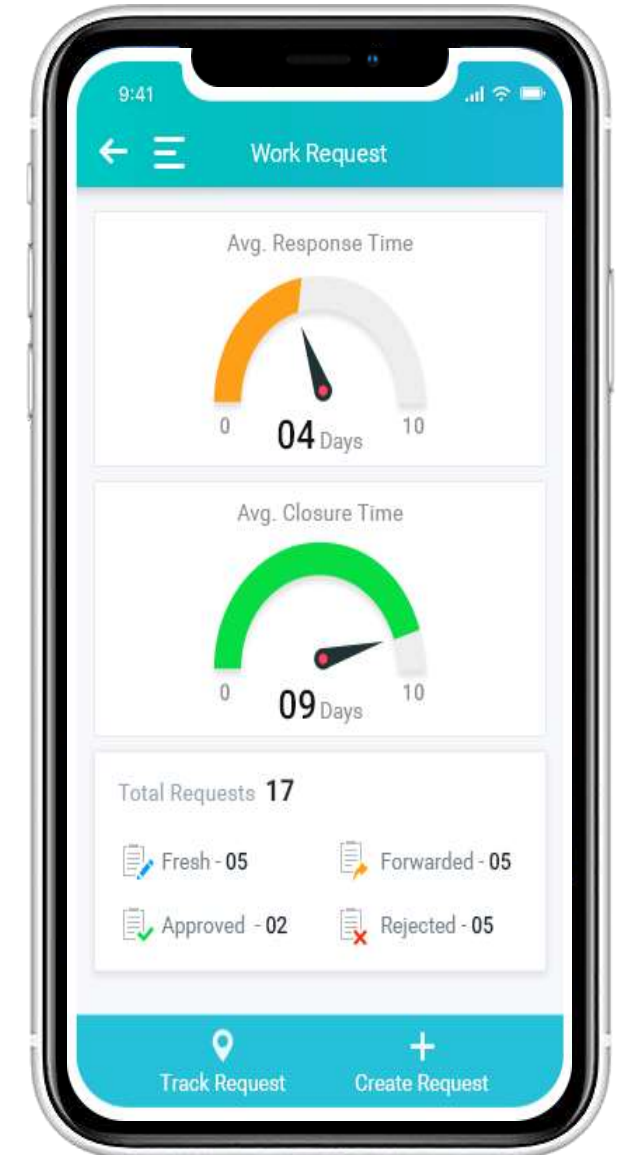 9:41
Work Request
Avg. Response Time
0
10
04 Days
Avg. Closure Time
0
10
09 Days
Total Requests 17
Fresh - 05
Forwarded - 05
Approved - 02
Rejected - 05
Track Request
Create Request